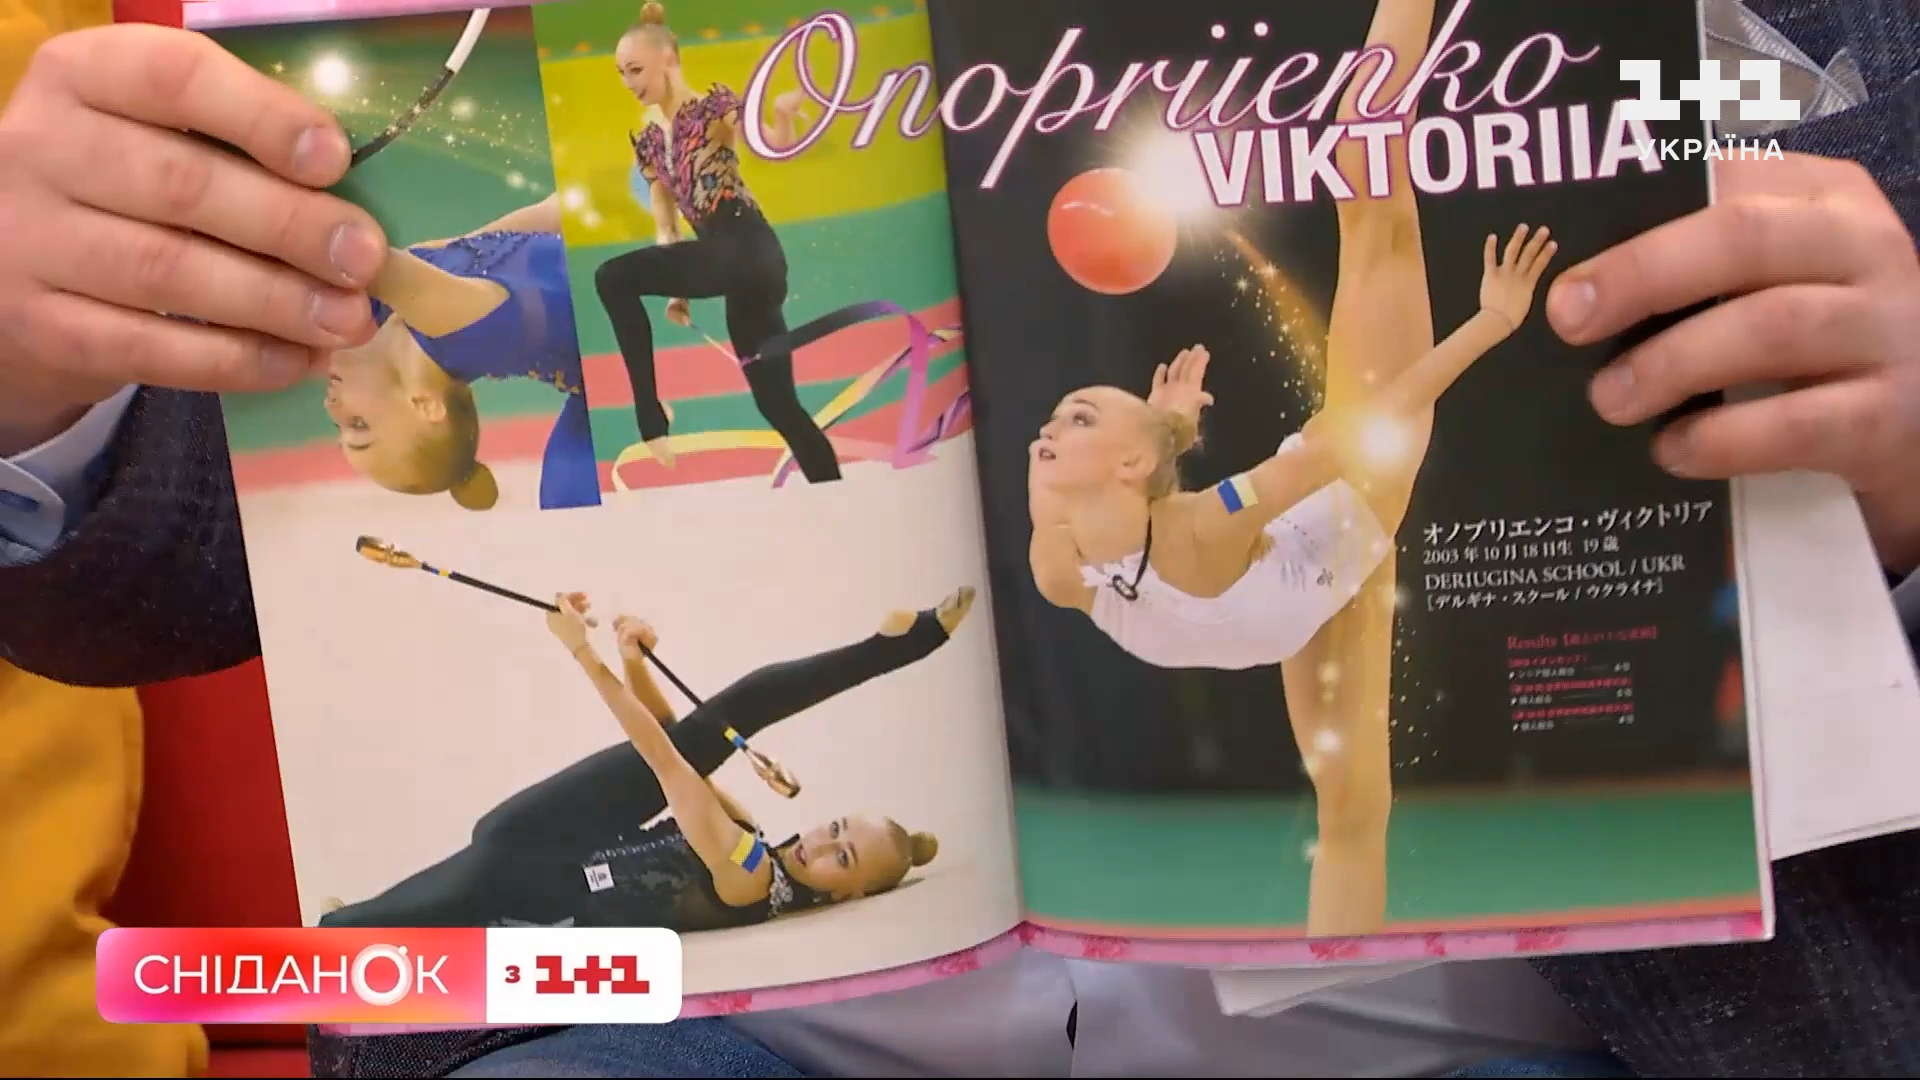 Onopriienko
VIKTORIIA
1+1
УКРАЇНА
オノプリエンコ・ヴィクトリア
2003年10月18日生 19歳
DERIUGINA SCHOOL / UKR
[デルギナ・スクール / ウクライナ]
Results
СНІДАНОК З 1+1